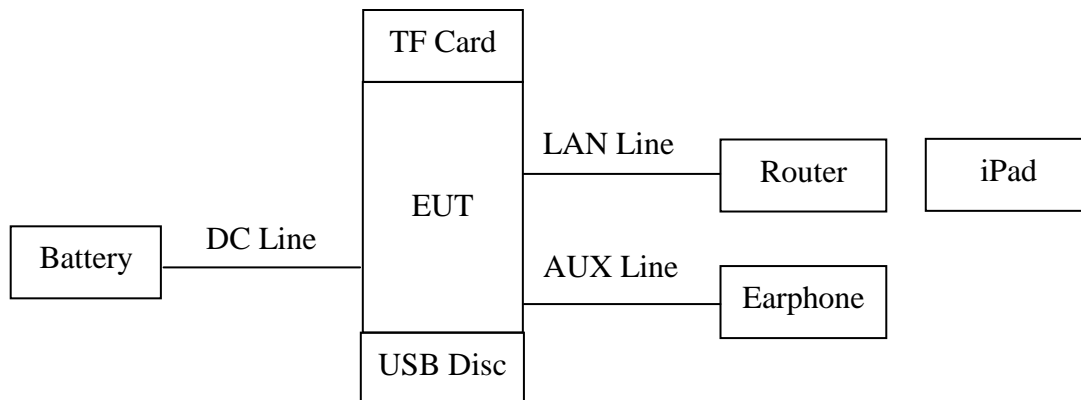 TF Card
LAN Line
Router
iPad
EUT
DC Line
Battery
AUX Line
Earphone
USB Disc